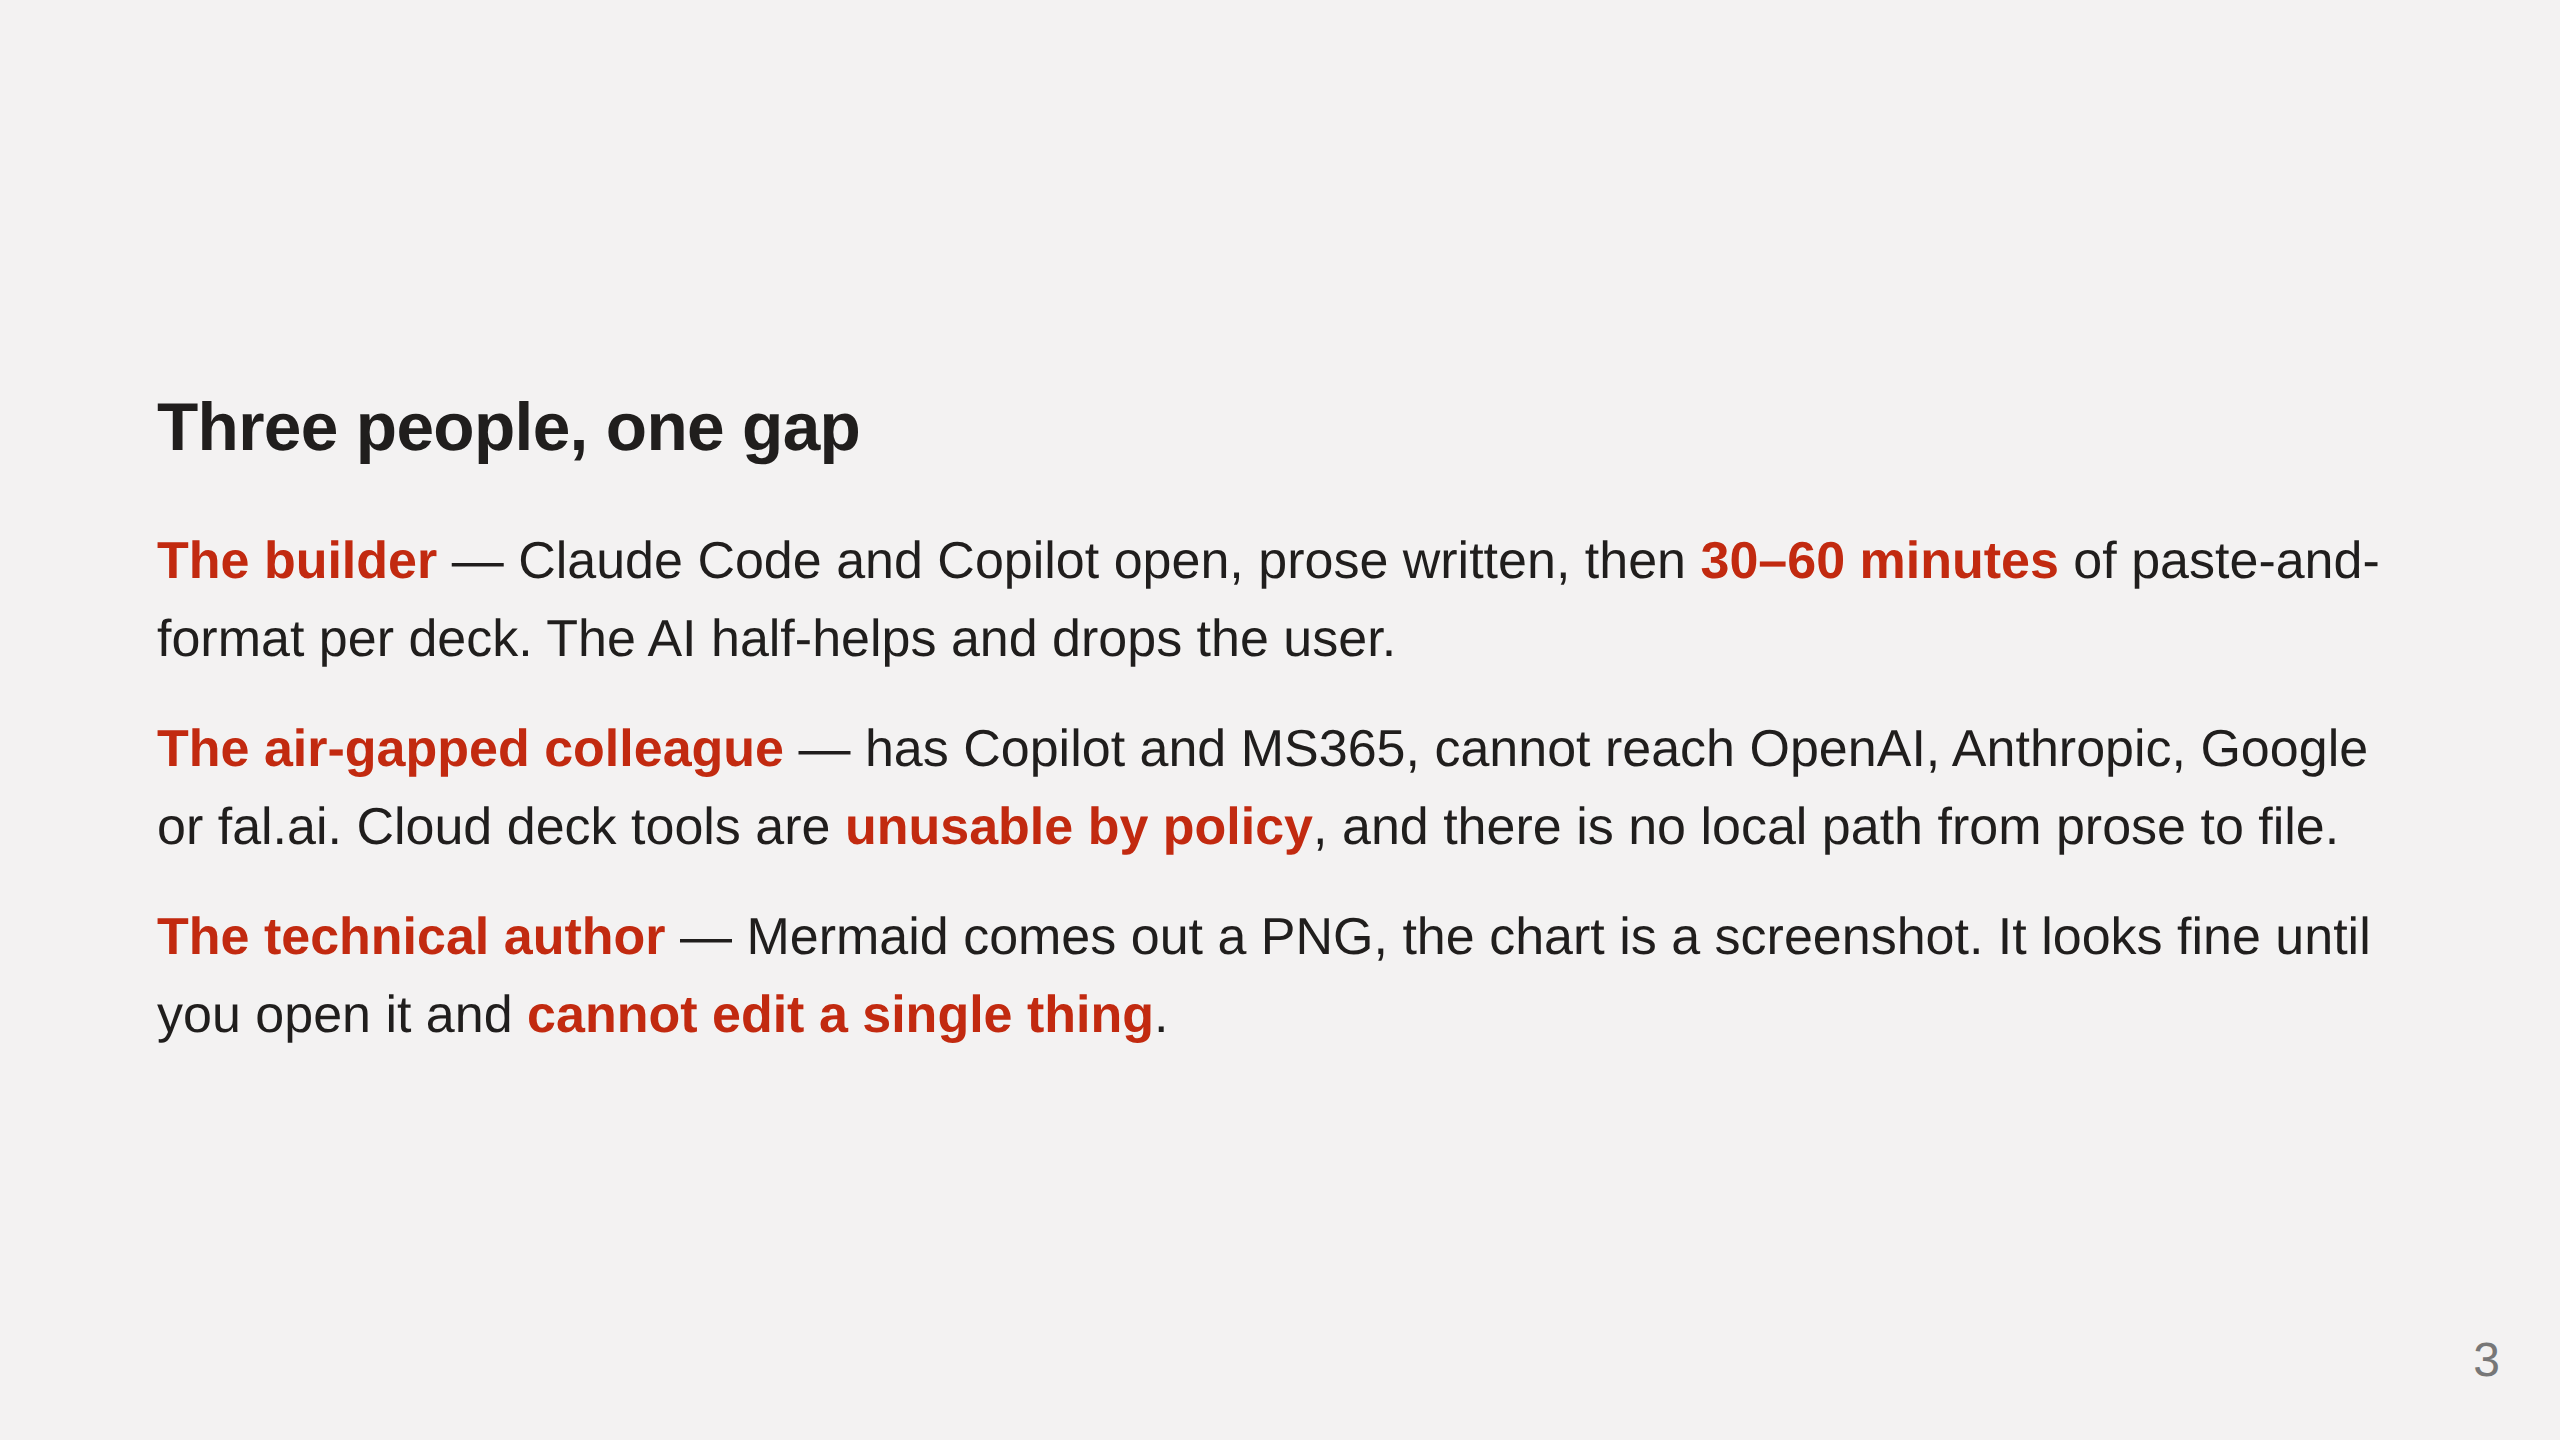 Three people, one gap
The builder — Claude Code and Copilot open, prose written, then 30–60 minutes of paste-and-
format per deck. The AI half-helps and drops the user.
The air-gapped colleague — has Copilot and MS365, cannot reach OpenAI, Anthropic, Google
or fal.ai. Cloud deck tools are unusable by policy, and there is no local path from prose to file.
The technical author — Mermaid comes out a PNG, the chart is a screenshot. It looks fine until
you open it and cannot edit a single thing.
3